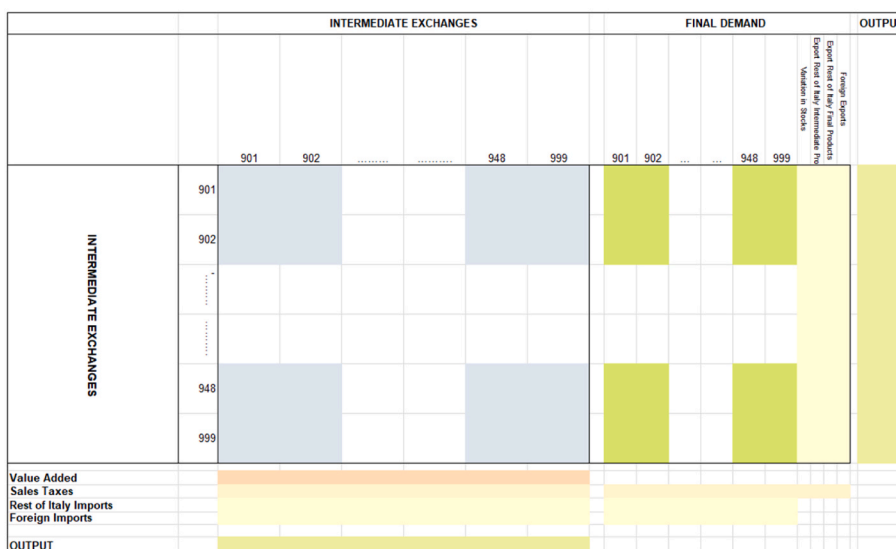 INTERMEDIATE EXCHANGES
FINAL DEMAND
OUTPU
Variation in Stocks
Export Rest of Italy Intermediate Pro
Export Rest of Italy Final Products
Foreign Exports
901 902 ......... .......... 948 999 901 902 ... ... 948 999
INTERMEDIATE EXCHANGES
901
902
-........
........
948
999
Value Added
Sales Taxes
Rest of Italy Imports
Foreign Imports
OUTPUT